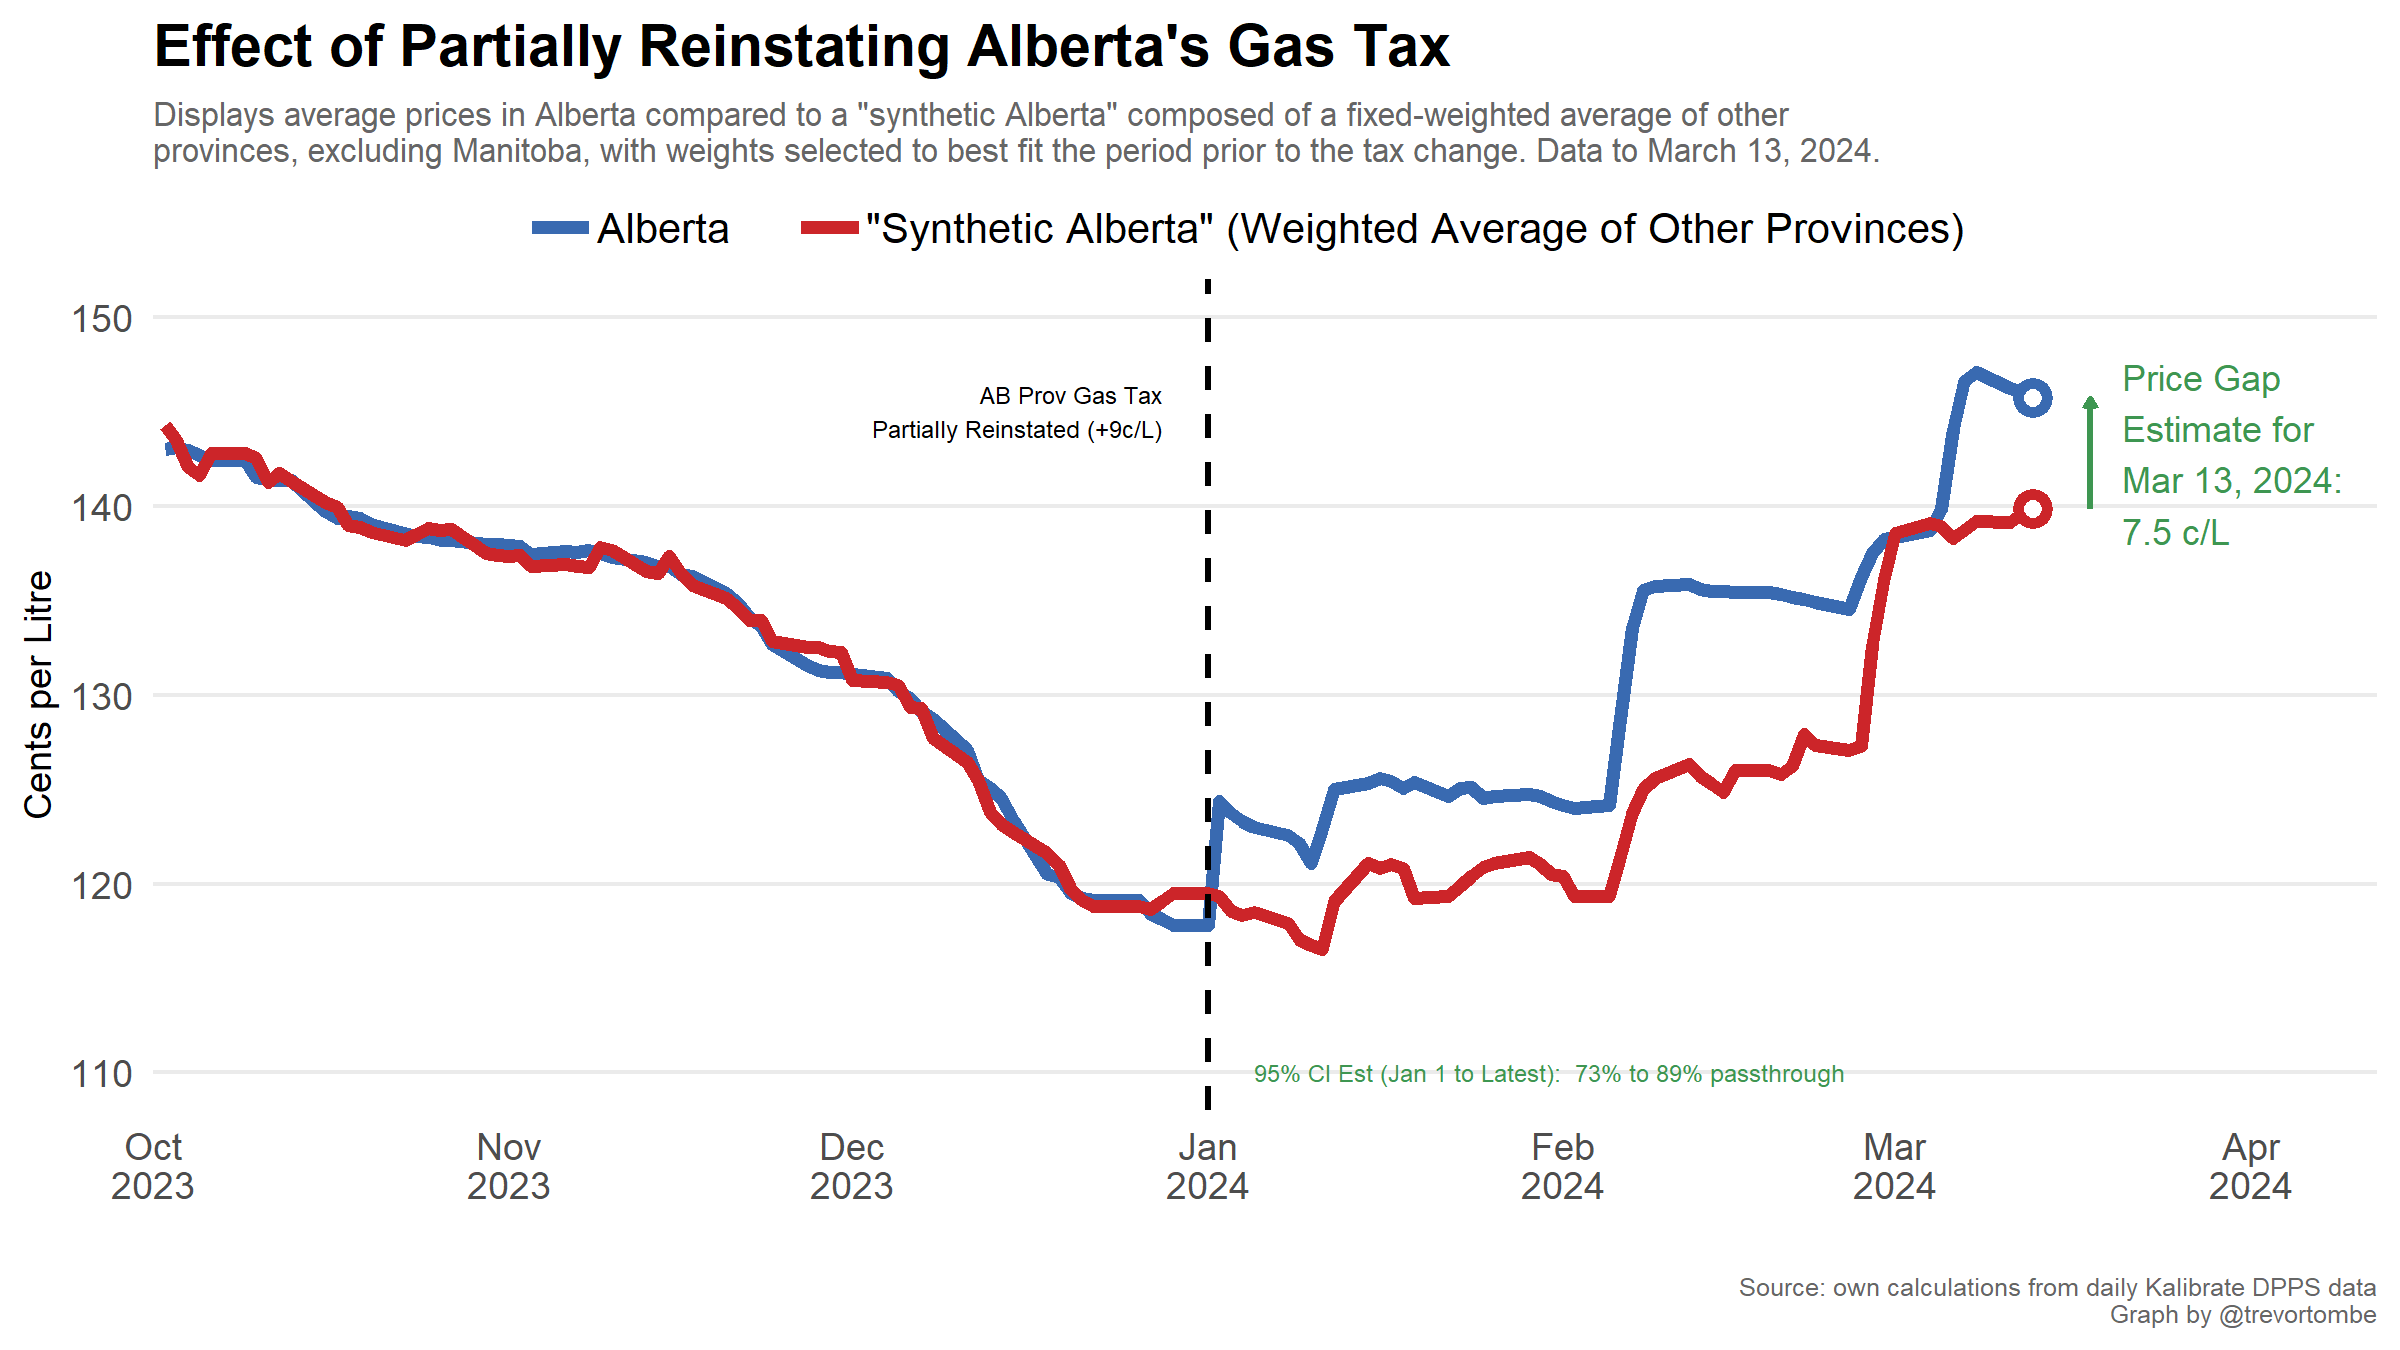 Effect of Partially Reinstating Alberta's Gas Tax
Displays average prices in Alberta compared to a "synthetic Alberta" composed of a fixed-weighted average of other
provinces, excluding Manitoba, with weights selected to best fit the period prior to the tax change. Data to March 13, 2024.
Alberta
"Synthetic Alberta" (Weighted Average of Other Provinces)
Cents per Litre
150
140
130
120
110
AB Prov Gas Tax
Partially Reinstated (+9c/L)
Price Gap
Estimate for
Mar 13, 2024:
7.5 c/L
95% CI Est (Jan 1 to Latest):  73% to 89% passthrough
Oct
2023
Nov
2023
Dec
2023
Jan
2024
Feb
2024
Mar
2024
Apr
2024
Source: own calculations from daily Kalibrate DPPS data
Graph by @trevortombe